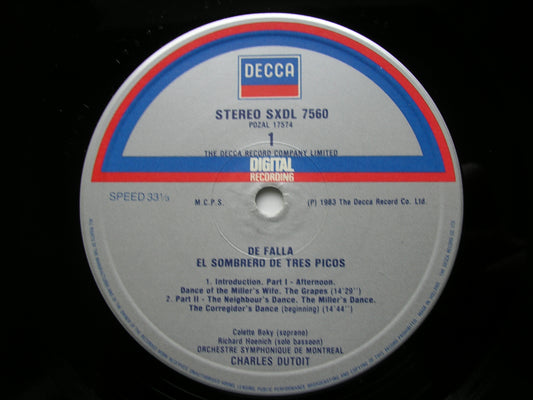 DECCA
STEREO SXDL 7560
PDZAL 17574
1
THE DECCA RECORD COMPANY LIMITED
DIGITAL
RECORDING
SPEED 33⅓
M.C.P.S.
(P) 1983 The Decca Record Co. Ltd.
DE FALLA
EL SOMBRERO DE TRES PICOS
1. Introduction. Part I - Afternoon.
Dance of the Miller's Wife. The Grapes (14'29'')
2. Part II - The Neighbour's Dance. The Miller's Dance.
The Corregidor's Dance (beginning) (14'44'')
Colette Boky (soprano)
Richard Hoenich (solo bassoon)
ORCHESTRE SYMPHONIQUE DE MONTREAL
CHARLES DUTOIT